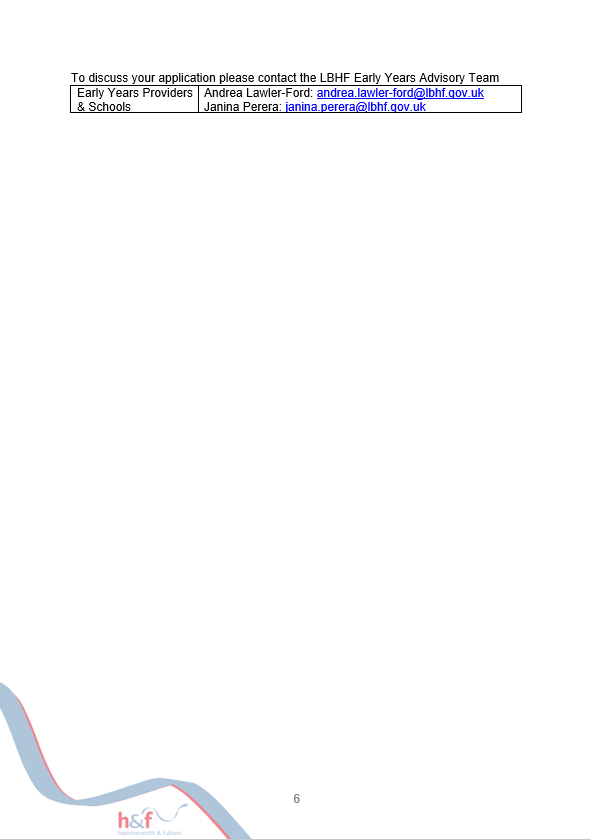 To discuss your application please contact the LBHF Early Years Advisory Team
Early Years Providers
& Schools
Andrea Lawler-Ford: andrea.lawler-ford@lbhf.gov.uk
Janina Perera: janina.perera@lbhf.gov.uk
6
h&f
hammersmith & fulham